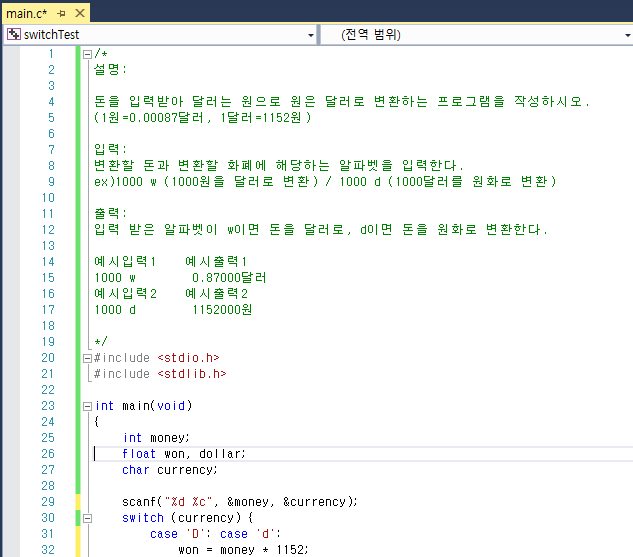 main.c*
switchTest (전역 범위)
1 /*
2 설명:
3
4 돈을 입력받아 달러는 원으로 원은 달러로 변환하는 프로그램을 작성하시오.
5 (1원=0.00087달러, 1달러=1152원)
6
7 입력:
8 변환할 돈과 변환할 화폐에 해당하는 알파벳을 입력한다.
9 ex)1000 w (1000원을 달러로 변환) / 1000 d (1000달러를 원화로 변환)
10
11 출력:
12 입력 받은 알파벳이 w이면 돈을 달러로, d이면 돈을 원화로 변환한다.
13
14 예시입력1 예시출력1
15 1000 w 0.87000달러
16 예시입력2 예시출력2
17 1000 d 1152000원
18
19 */
20 #include <stdio.h>
21 #include <stdlib.h>
22
23 int main(void)
24 {
25 int money;
26 float won, dollar;
27 char currency;
28
29 scanf("%d %c", &money, &currency);
30 switch (currency) {
31 case 'D': case 'd':
32 won = money * 1152;